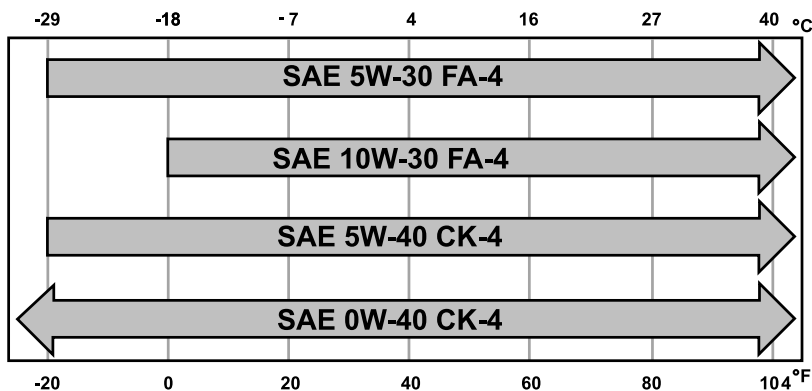 -29 -18 -7 4 16 27 40 °C
SAE 5W-30 FA-4
SAE 10W-30 FA-4
SAE 5W-40 CK-4
SAE 0W-40 CK-4
-20 0 20 40 60 80 104 °F